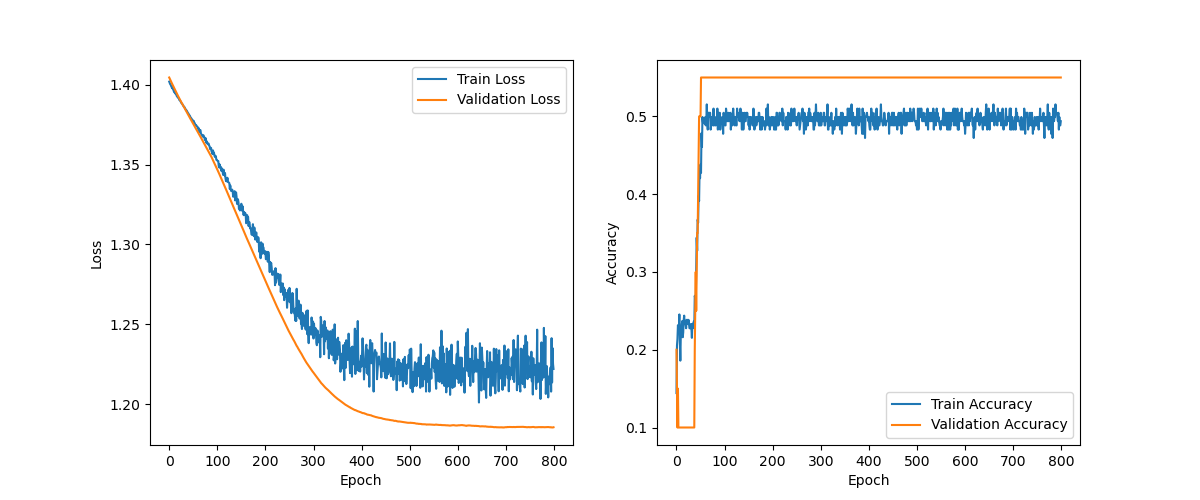 Train Loss
Validation Loss
1.40
1.35
1.30
1.25
1.20
Loss
0 100 200 300 400 500 600 700 800
Epoch
0.5
0.4
0.3
0.2
0.1
Accuracy
Train Accuracy
Validation Accuracy
0 100 200 300 400 500 600 700 800
Epoch